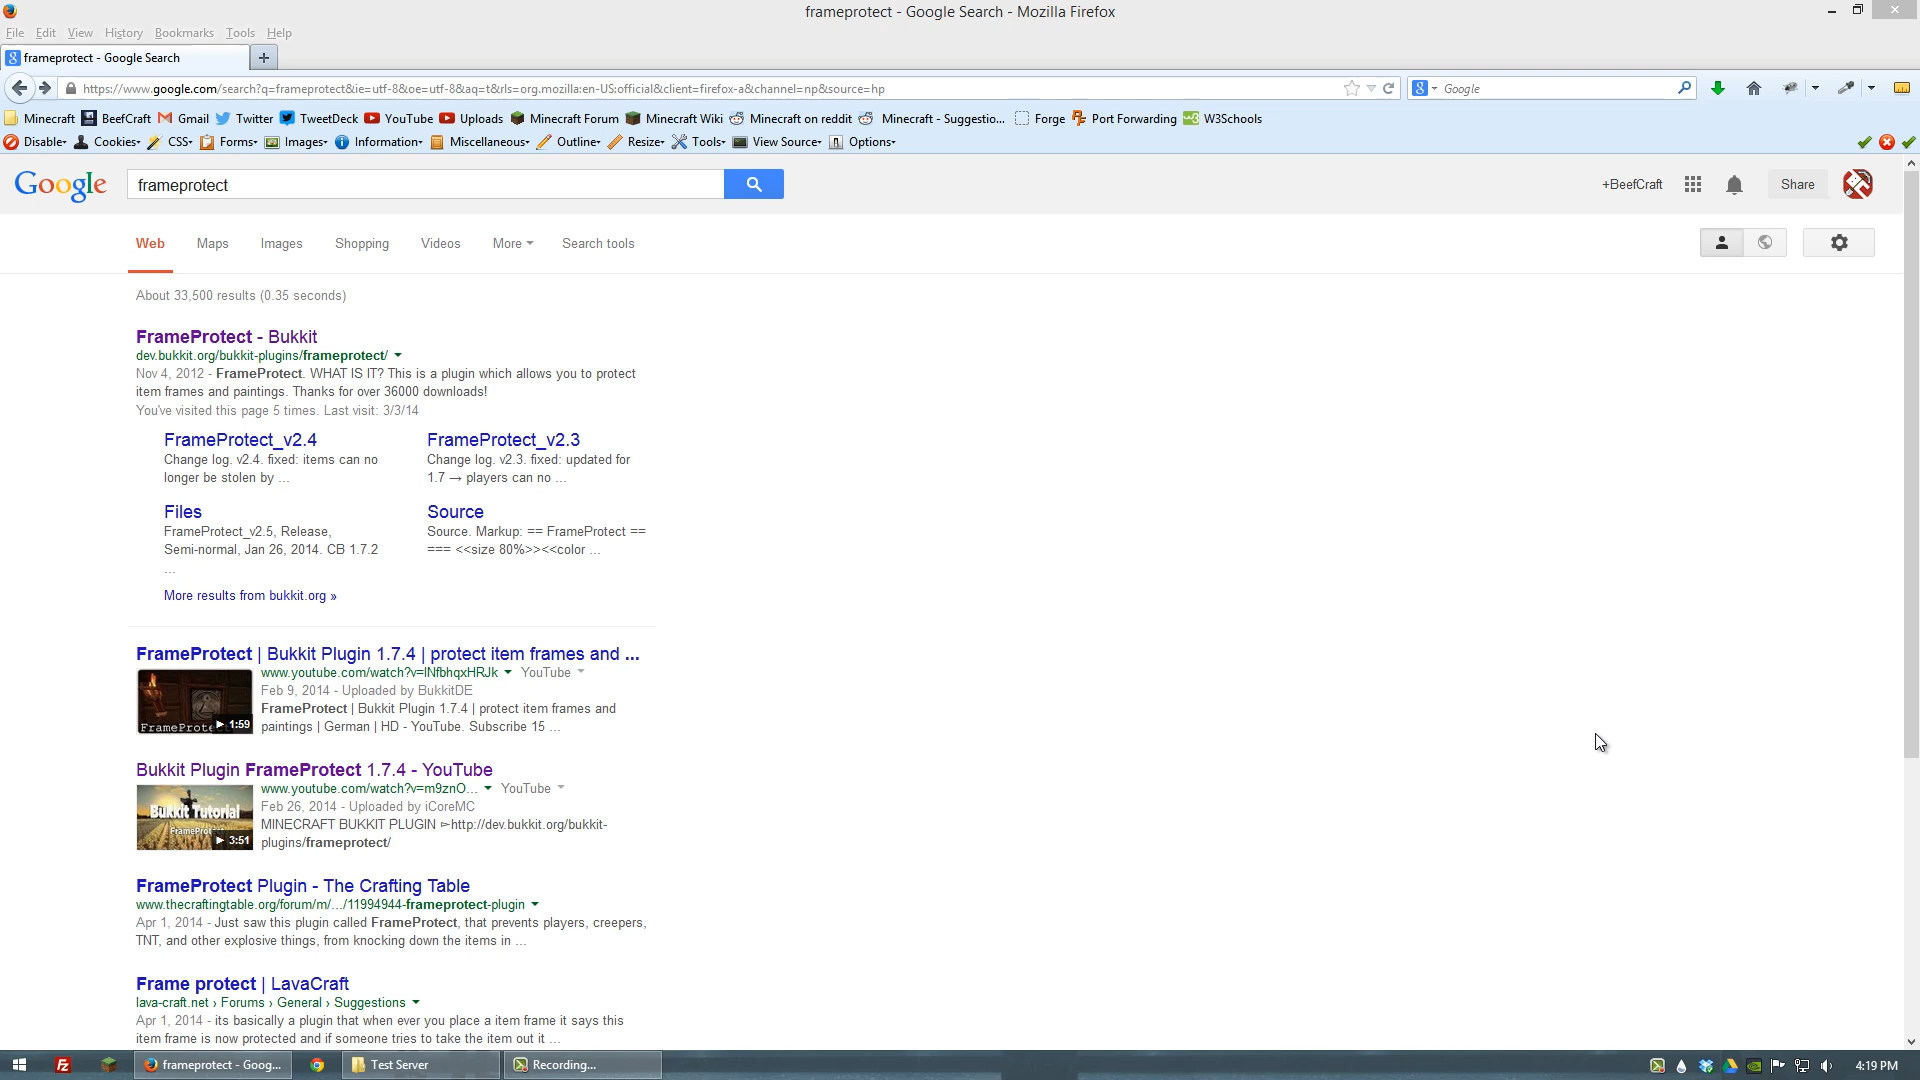 frameprotect - Google Search - Mozilla Firefox
File Edit View History Bookmarks Tools Help
frameprotect - Google Search
https://www.google.com/search?q=frameprotect&ie=utf-8&oe=utf-8&aq=t&rls=org.mozilla:en-US:official&client=firefox-a&channel=np&source=hp
Google
Minecraft BeefCraft Gmail Twitter TweetDeck YouTube Uploads Minecraft Forum Minecraft Wiki Minecraft on reddit Minecraft - Suggestio... Forge Port Forwarding W3Schools
Disable Cookies CSS Forms Images Information Miscellaneous Outline Resize Tools View Source Options
Google
frameprotect
+BeefCraft
Share
Web Maps Images Shopping Videos More Search tools
About 33,500 results (0.35 seconds)
FrameProtect - Bukkit
dev.bukkit.org/bukkit-plugins/frameprotect/
Nov 4, 2012 - FrameProtect. WHAT IS IT? This is a plugin which allows you to protect
item frames and paintings. Thanks for over 36000 downloads!
You've visited this page 5 times. Last visit: 3/3/14
FrameProtect_v2.4
Change log. v2.4. fixed: items can no
longer be stolen by ...
FrameProtect_v2.3
Change log. v2.3. fixed: updated for
1.7 → players can no ...
Files
FrameProtect_v2.5, Release,
Semi-normal, Jan 26, 2014. CB 1.7.2
...
Source
Source. Markup: == FrameProtect ==
=== <<size 80%>><<color ...
More results from bukkit.org »
FrameProtect | Bukkit Plugin 1.7.4 | protect item frames and ...
www.youtube.com/watch?v=lNfbhqxHRJk YouTube
Feb 9, 2014 - Uploaded by BukkitDE
FrameProtect | Bukkit Plugin 1.7.4 | protect item frames and
paintings | German | HD - YouTube. Subscribe 15 ...
FrameProte
1:59
Bukkit Plugin FrameProtect 1.7.4 - YouTube
www.youtube.com/watch?v=m9znO... YouTube
Feb 26, 2014 - Uploaded by iCoreMC
MINECRAFT BUKKIT PLUGIN ⊳http://dev.bukkit.org/bukkit-
plugins/frameprotect/
Bukkit Tutorial
FrameProt
3:51
FrameProtect Plugin - The Crafting Table
www.thecraftingtable.org/forum/m/.../11994944-frameprotect-plugin
Apr 1, 2014 - Just saw this plugin called FrameProtect, that prevents players, creepers,
TNT, and other explosive things, from knocking down the items in ...
Frame protect | LavaCraft
lava-craft.net › Forums › General › Suggestions
Apr 1, 2014 - its basically a plugin that when ever you place a item frame it says this
item frame is now protected and if someone tries to take the item out it ...
frameprotect - Goog...
Test Server
Recording...
4:19 PM